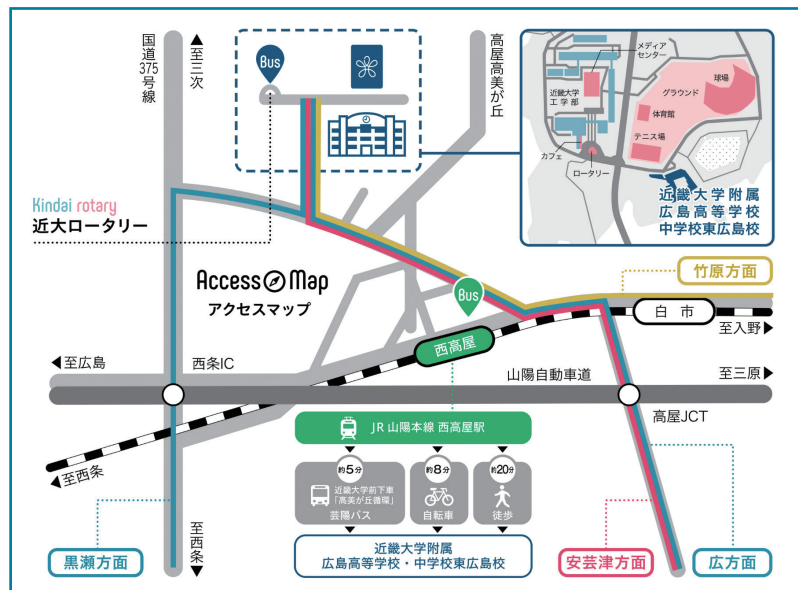 国道375号線
▲至三次
Bus
高屋高美が丘
メディア
センター
球場
グラウンド
近畿大学
工学部
体育館
テニス場
カフェ
ロータリー
近畿大学附属
広島高等学校
中学校東広島校
Kindai rotary
近大ロータリー
Access Map
アクセスマップ
Bus
竹原方面
白市
至入野▶
西高屋
◀至広島
西条IC
山陽自動車道
至三原▶
高屋JCT
JR 山陽本線 西高屋駅
◀至西条
約5分
約8分
約20分
近畿大学前下車
「高美が丘循環」
芸陽バス
自転車
徒歩
近畿大学附属
広島高等学校・中学校東広島校
至西条▼
黒瀬方面
安芸津方面
広方面